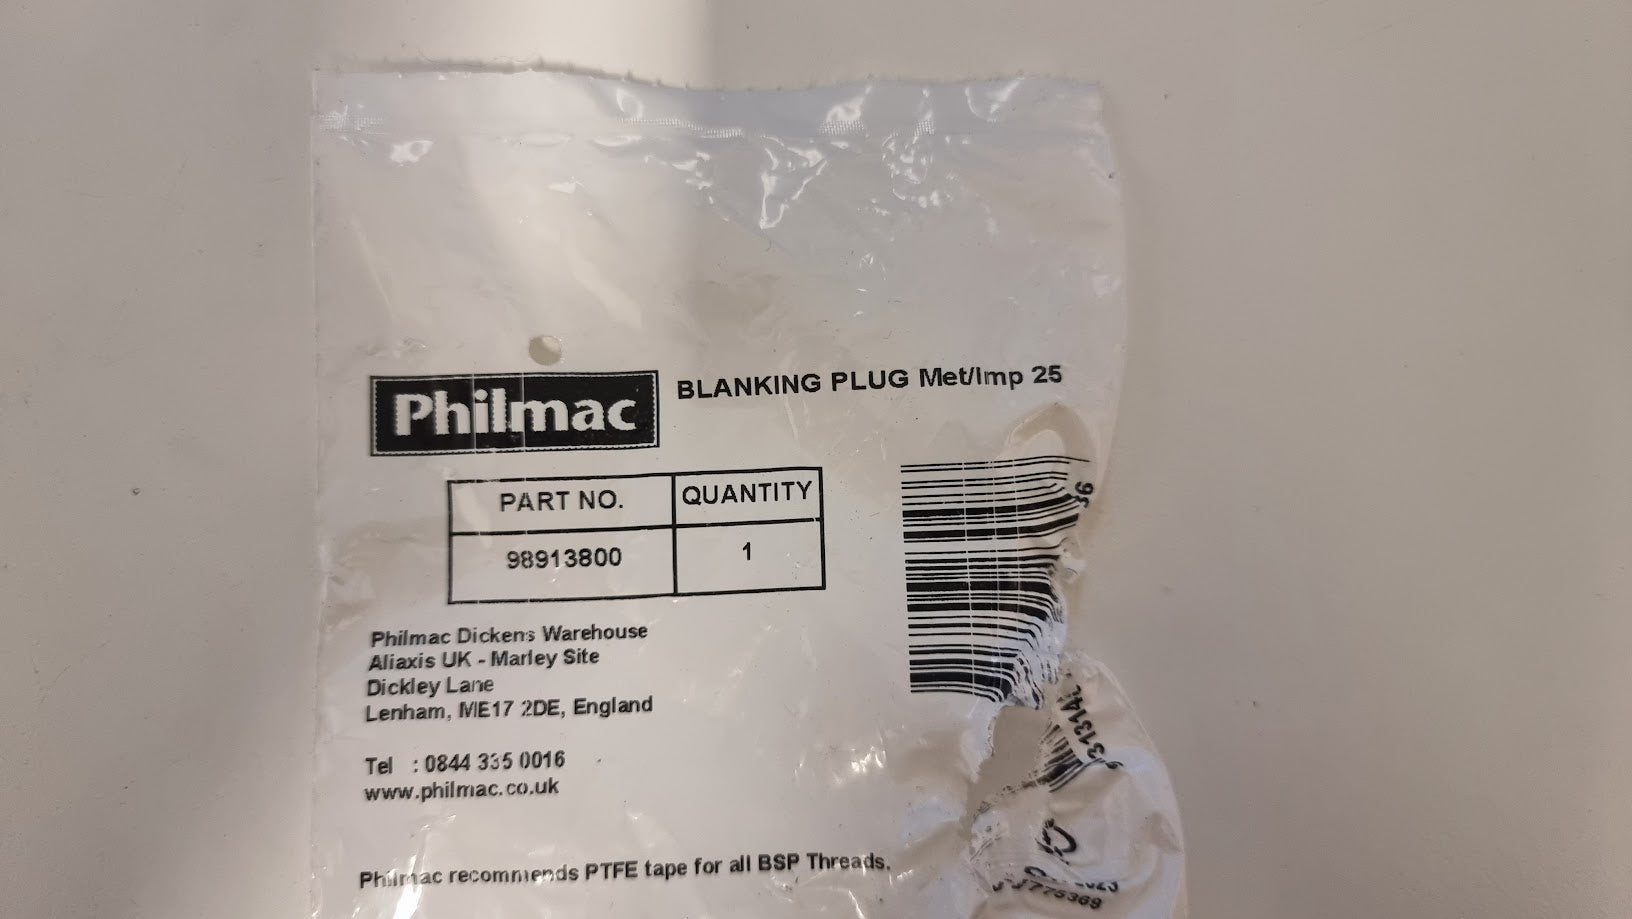 Philmac
BLANKING PLUG Met/Imp 25
PART NO. QUANTITY
98913800 1
Philmac Dickens Warehouse
Aliaxis UK - Marley Site
Dickley Lane
Lenham, ME17 2DE, England
Tel : 0844 335 0016
www.philmac.co.uk
Philmac recommends PTFE tape for all BSP Threads.